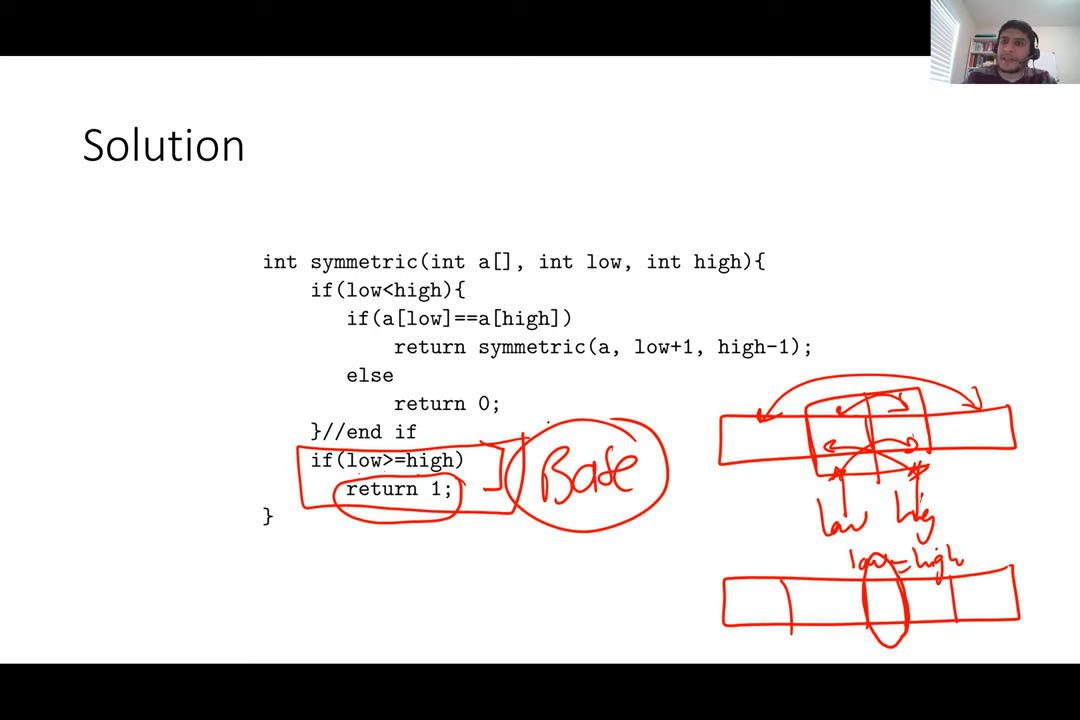 Solution
int symmetric(int a[], int low, int high){
if(low<high){
if(a[low]==a[high])
return symmetric(a, low+1, high-1);
else
return 0;
}//end if
if(low>=high)
return 1;
}
Base
low high
low=high